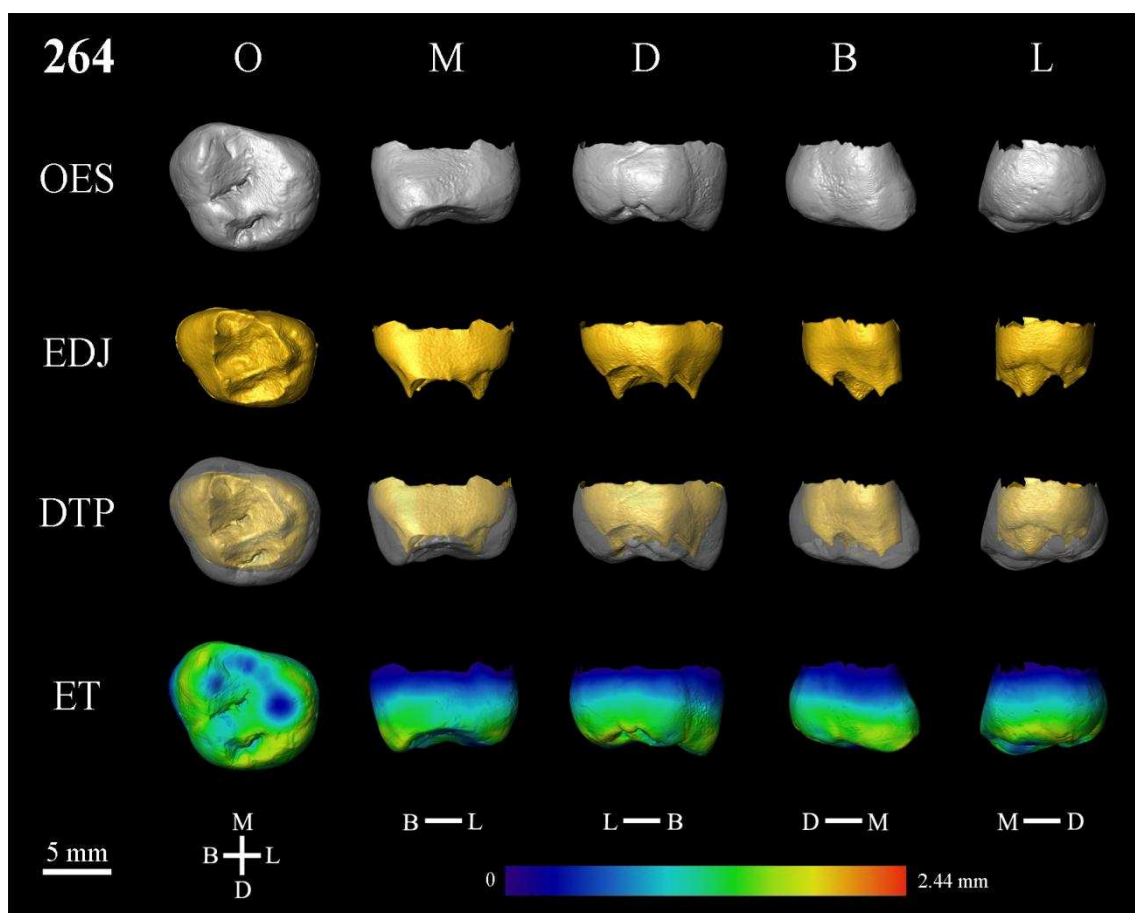 264 O M D B L
OES
EDJ
DTP
ET
M
B L
D
B L
L B
D M
M D
5 mm
0
2.44 mm